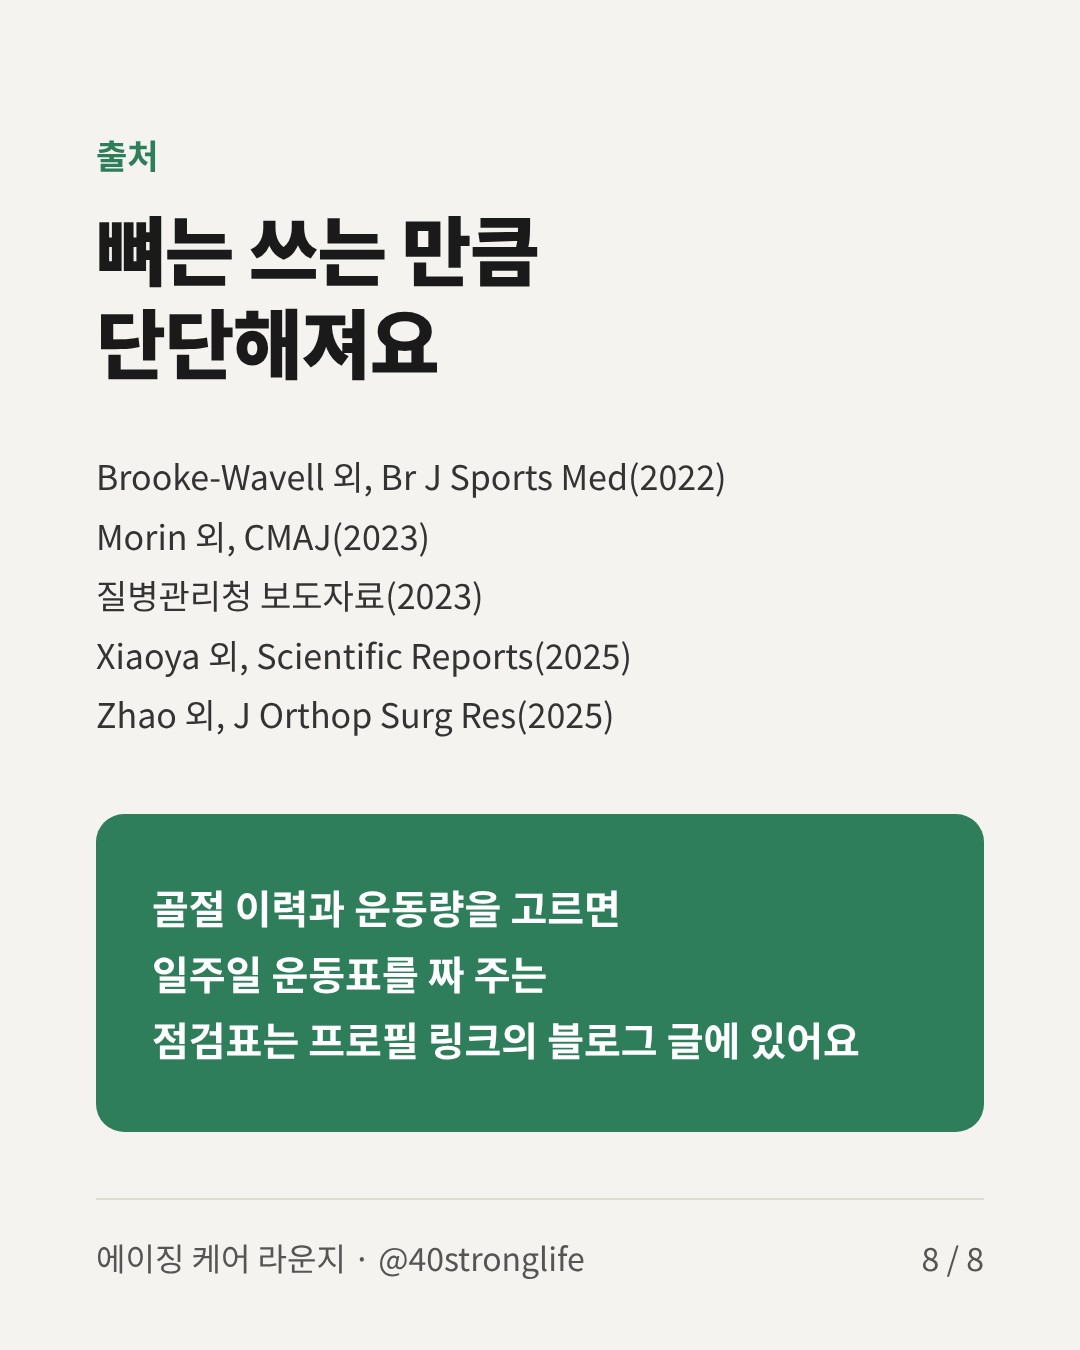 출처
뼈는 쓰는 만큼
단단해져요
Brooke-Wavell 외, Br J Sports Med(2022)
Morin 외, CMAJ(2023)
질병관리청 보도자료(2023)
Xiaoya 외, Scientific Reports(2025)
Zhao 외, J Orthop Surg Res(2025)
골절 이력과 운동량을 고르면
일주일 운동표를 짜 주는
점검표는 프로필 링크의 블로그 글에 있어요
에이징 케어 라운지 · @40stronglife
8 / 8